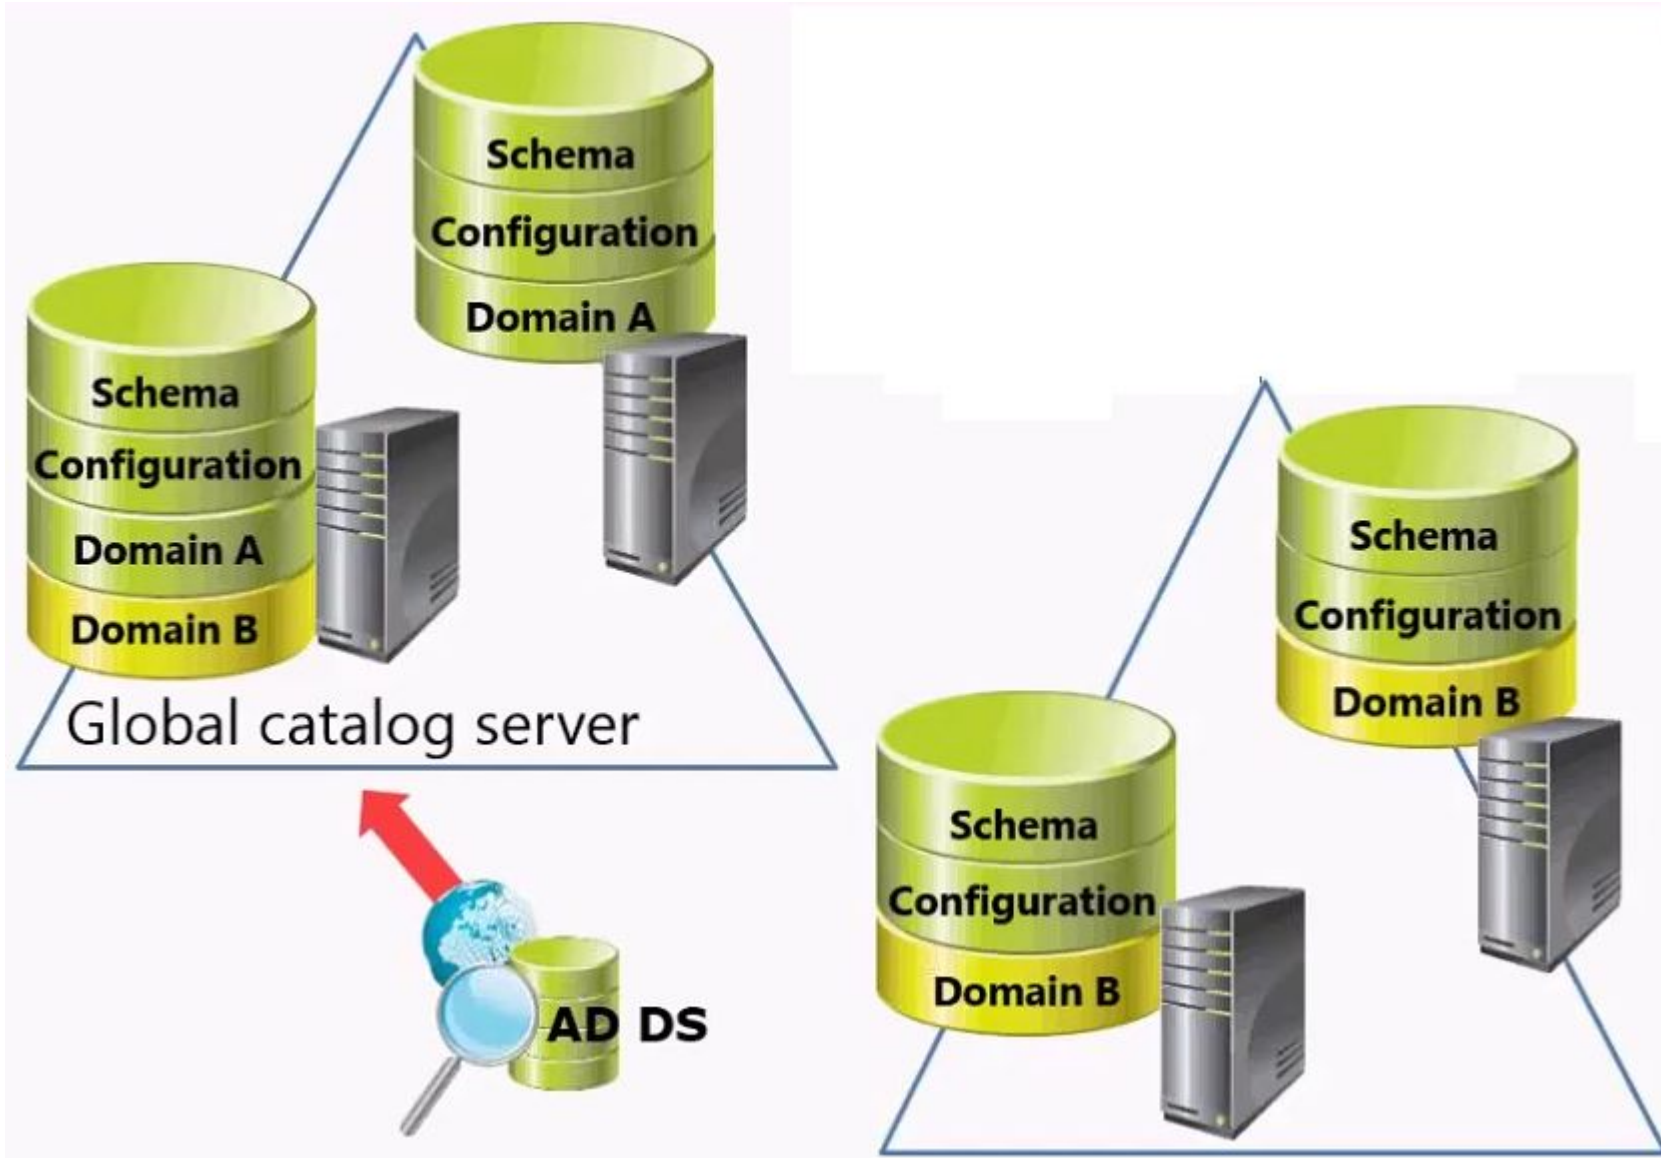 Schema
Configuration
Domain A
Schema
Configuration
Domain A
Domain B
Global catalog server
AD DS
Schema
Configuration
Domain B
Schema
Configuration
Domain B